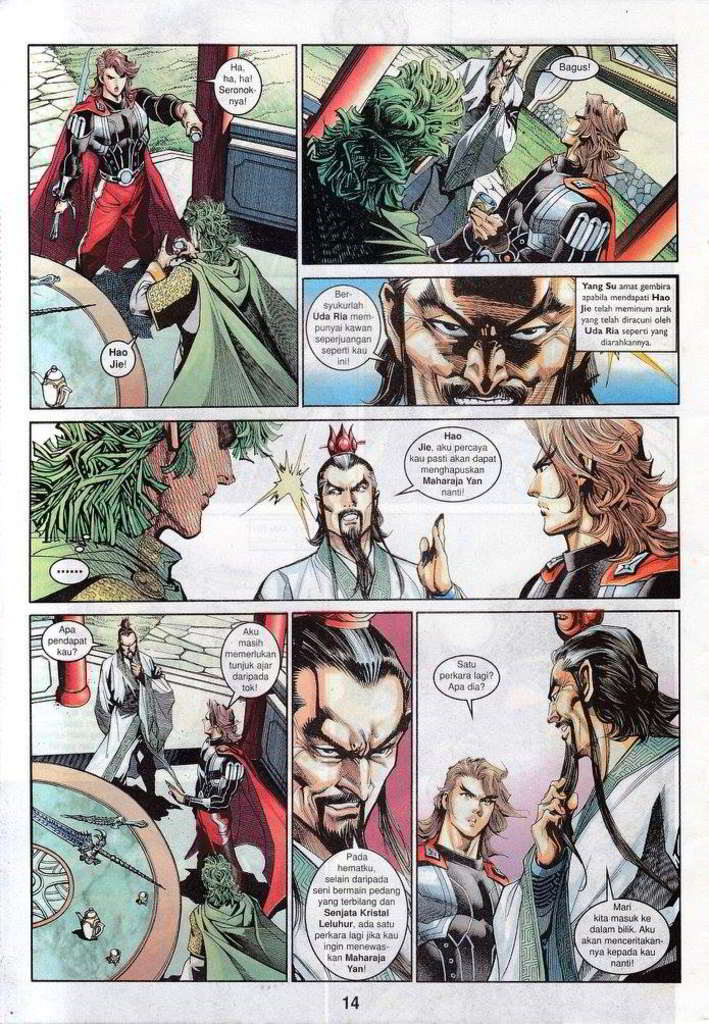 Ha,
ha, ha!
Seronok-
nya!
Hao
Jie!
Bagus!
Ber-
syukurlah
Uda Ria mem-
punyai kawan
seperjuangan
seperti kau
ini!
Yang Su amat gembira
apabila mendapati Hao
Jie telah meminum arak
yang telah diracuni oleh
Uda Ria seperti yang
diarahkannya.
......
Hao
Jie, aku percaya
kau pasti akan dapat
menghapuskan
Maharaja Yan
nanti!
Apa
pendapat
kau?
Aku
masih
memerlukan
tunjuk ajar
daripada
tok!
Pada
hematku,
selain daripada
seni bermain pedang
yang terbilang dan
Senjata Kristal
Leluhur, ada satu
perkara lagi jika kau
ingin menewas-
kan Maharaja
Yan!
Satu
perkara lagi?
Apa dia?
Mari
kita masuk ke
dalam bilik. Aku
akan menceritakan-
nya kepada kau
nanti!
14